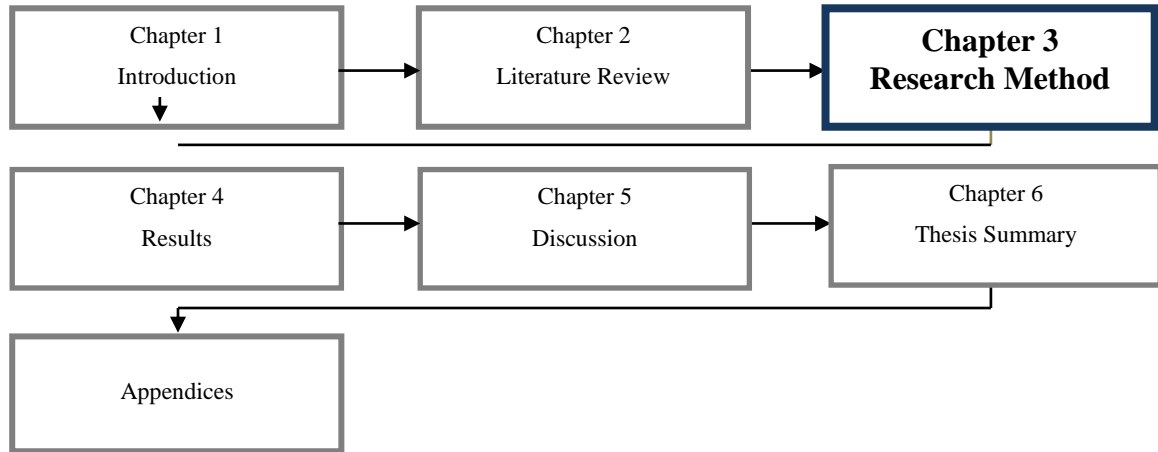 Chapter 1
Introduction
Chapter 2
Literature Review
Chapter 3
Research Method
Chapter 4
Results
Chapter 5
Discussion
Chapter 6
Thesis Summary
Appendices